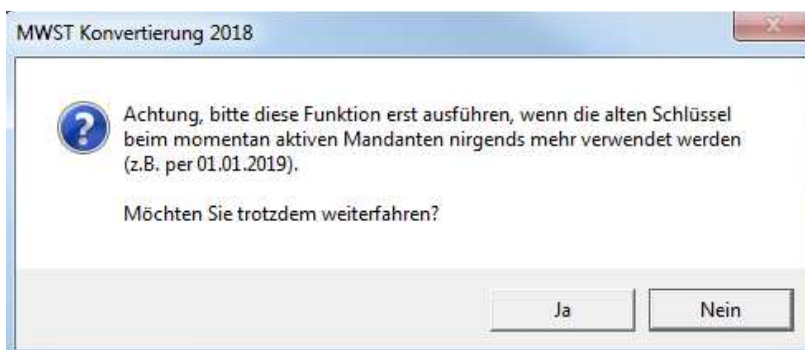 MWST Konvertierung 2018
Achtung, bitte diese Funktion erst ausführen, wenn die alten Schlüssel
beim momentan aktiven Mandanten nirgends mehr verwendet werden
(z.B. per 01.01.2019).
Möchten Sie trotzdem weiterfahren?
Ja
Nein